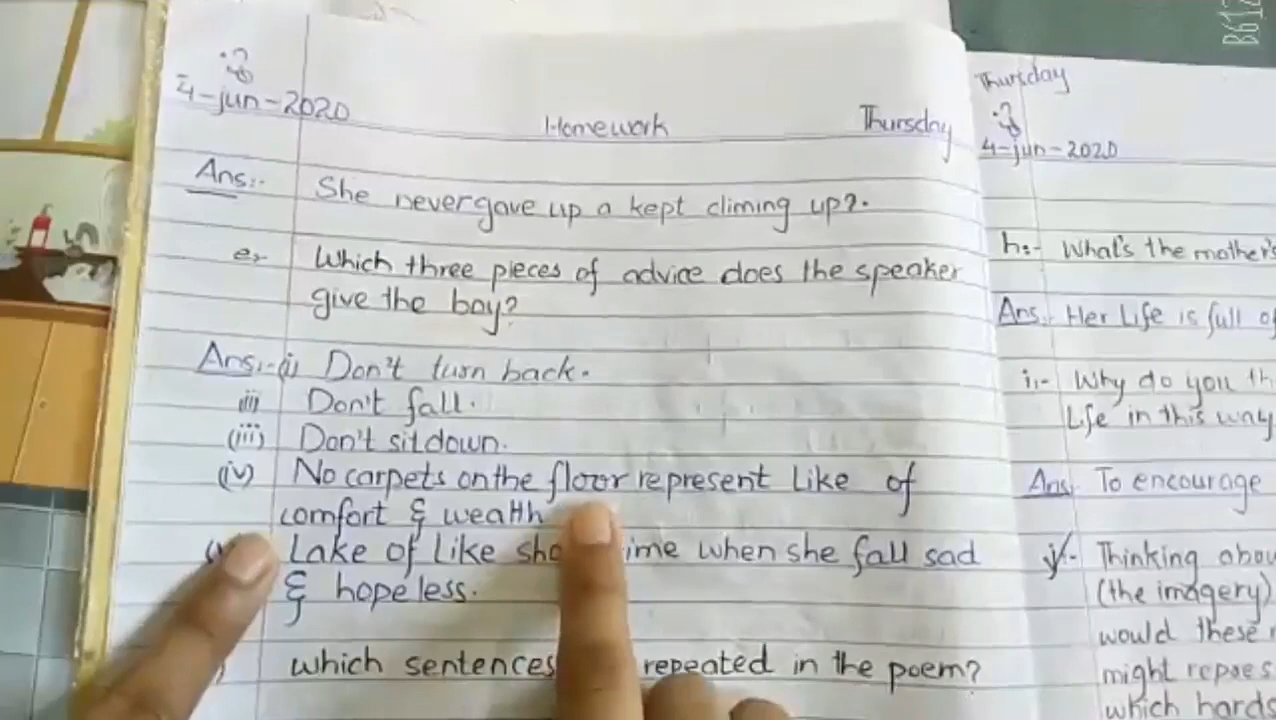 4-jun-2020
Homework
Thursday
Ans:-
She never gave up a kept climing up?.
e:-
Which three pieces of advice does the speaker
give the boy?
Ans:-(i) Don't turn back.
(ii) Don't fall.
(iii) Don't sitdown.
(iv) No carpets on the floor represent Like of
comfort & wealth
Lake of Like sho ime when she fall sad
& hopeless.
which sentences repeated in the poem?
Thursday
4-jun-2020
h:- What's the mother's
Ans:- Her Life is full of
i:- Why do you th
Life in this way
Ans:- To encourage
j:- Thinking abou
(the imagery)
would these
might repres
which hards
B612